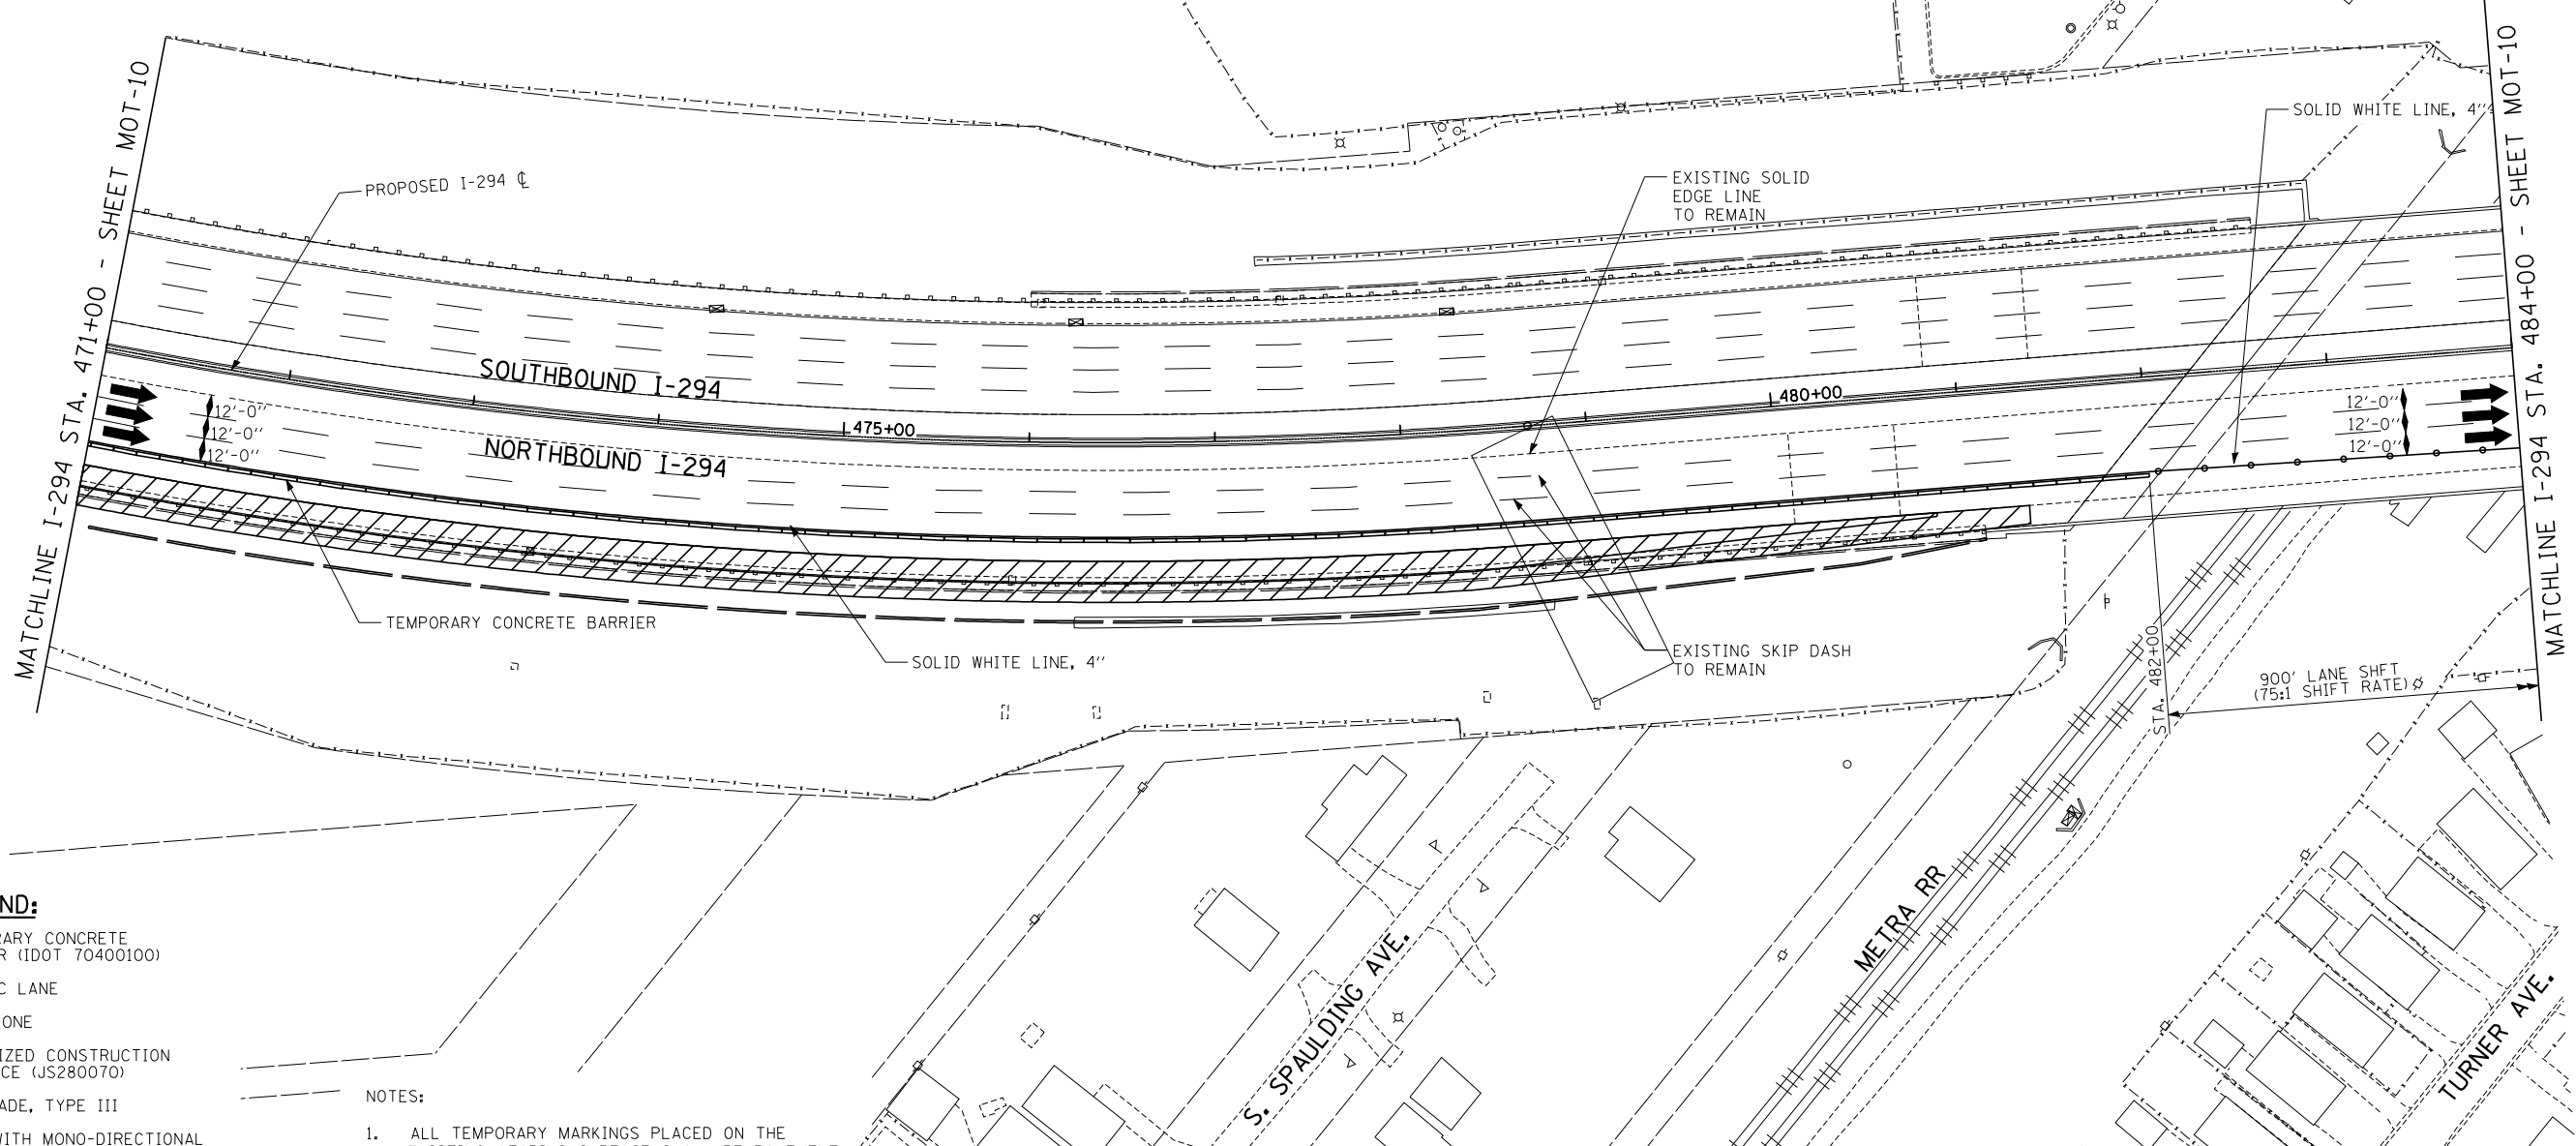 MATCHLINE I-294 STA. 471+00 - SHEET MOT-10
PROPOSED I-294 ℄
SOLID WHITE LINE, 4''
EXISTING SOLID
EDGE LINE
TO REMAIN
MATCHLINE I-294 STA. 484+00 - SHEET MOT-10
SOUTHBOUND I-294
480+00
475+00
12'-0''
12'-0''
12'-0''
12'-0''
12'-0''
12'-0''
NORTHBOUND I-294
TEMPORARY CONCRETE BARRIER
SOLID WHITE LINE, 4''
EXISTING SKIP DASH
TO REMAIN
STA. 482+00
900' LANE SHFT
(75:1 SHIFT RATE)
METRA RR
S. SPAULDING AVE.
TURNER AVE.
ND:
RARY CONCRETE
R (IDOT 70400100)
C LANE
ONE
IZED CONSTRUCTION
CE (JS280070)
ADE, TYPE III
WITH MONO-DIRECTIONAL
NOTES:
1. ALL TEMPORARY MARKINGS PLACED ON THE